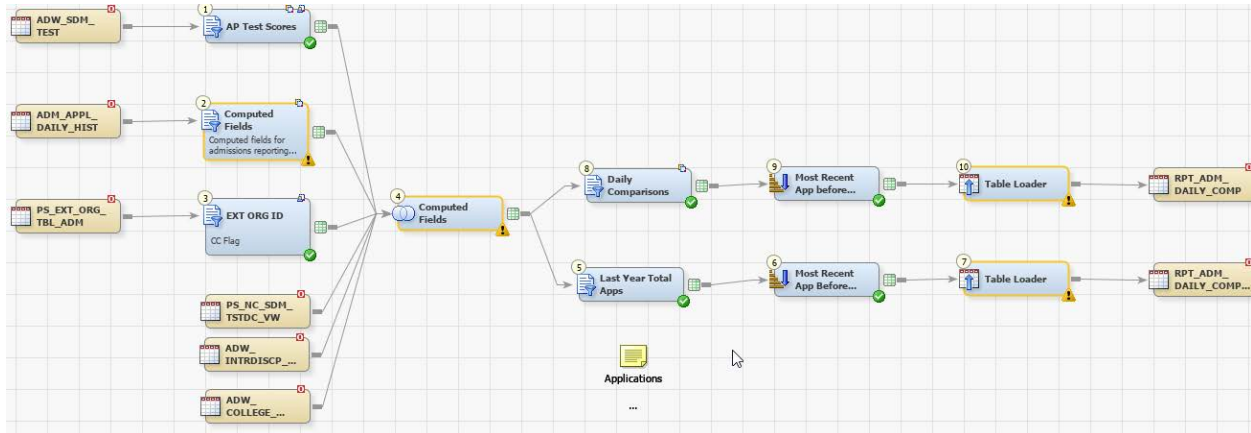 ADW_SDM_
TEST
1
AP Test Scores
ADM_APPL_
DAILY_HIST
2
Computed
Fields
Computed fields for
admissions reporting...
PS_EXT_ORG_
TBL_ADM
3
EXT ORG ID
CC Flag
PS_NC_SDM_
TSTDC_VW
ADW_
INTRDISCP_...
ADW_
COLLEGE_...
4
Computed
Fields
8
Daily
Comparisons
9
Most Recent
App before...
10
Table Loader
RPT_ADM_
DAILY_COMP
5
Last Year Total
Apps
6
Most Recent
App Before...
7
Table Loader
RPT_ADM_
DAILY_COMP...
Applications
...